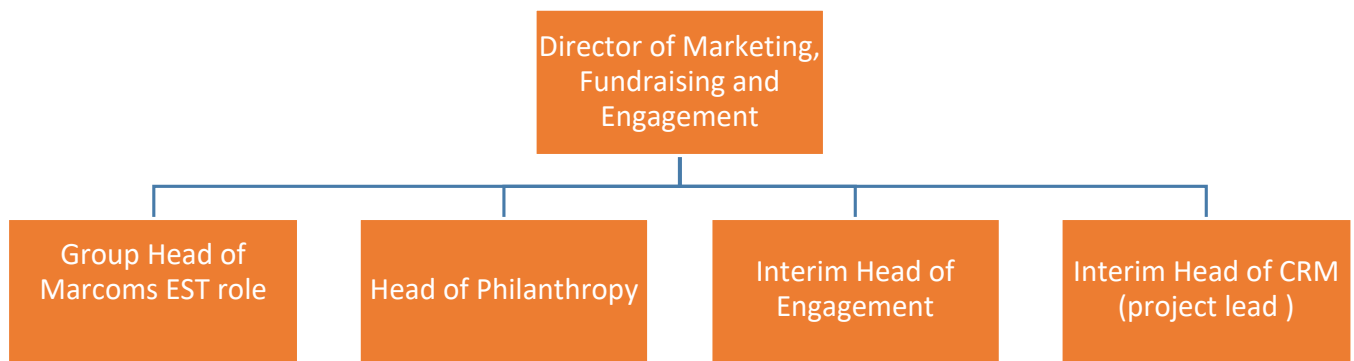 Director of Marketing,
Fundraising and
Engagement
Group Head of
Marcoms EST role
Head of Philanthropy
Interim Head of
Engagement
Interim Head of CRM
(project lead )